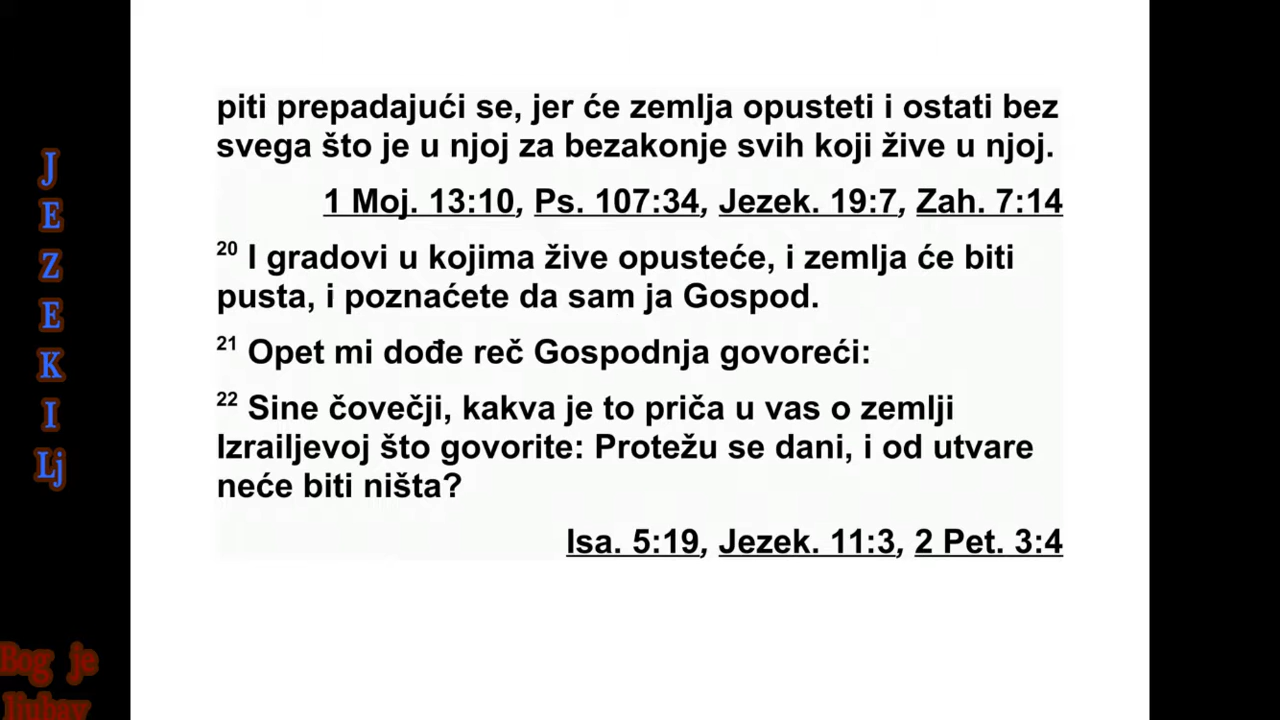 J
E
Z
E
K
I
Lj
Bog je
ljubav
piti prepadajući se, jer će zemlja opusteti i ostati bez
svega što je u njoj za bezakonje svih koji žive u njoj.
1 Moj. 13:10, Ps. 107:34, Jezek. 19:7, Zah. 7:14
20 I gradovi u kojima žive opusteće, i zemlja će biti
pusta, i poznaćete da sam ja Gospod.
21 Opet mi dođe reč Gospodnja govoreći:
22 Sine čovečji, kakva je to priča u vas o zemlji
Izrailjevoj što govorite: Protežu se dani, i od utvare
neće biti ništa?
Isa. 5:19, Jezek. 11:3, 2 Pet. 3:4